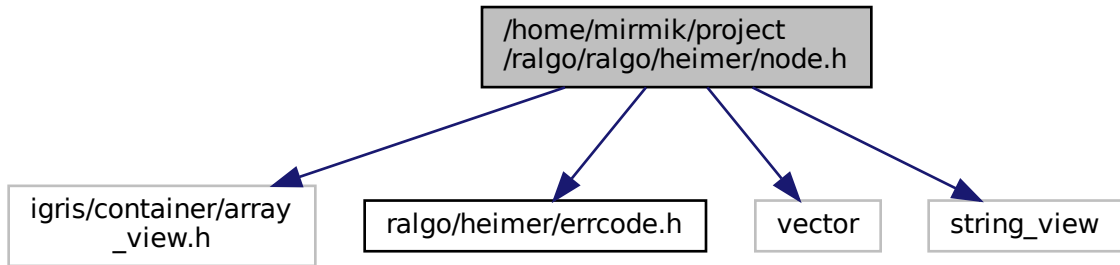 /home/mirmik/project
/ralgo/ralgo/heimer/node.h
igris/container/array
_view.h
ralgo/heimer/errcode.h
vector
string_view